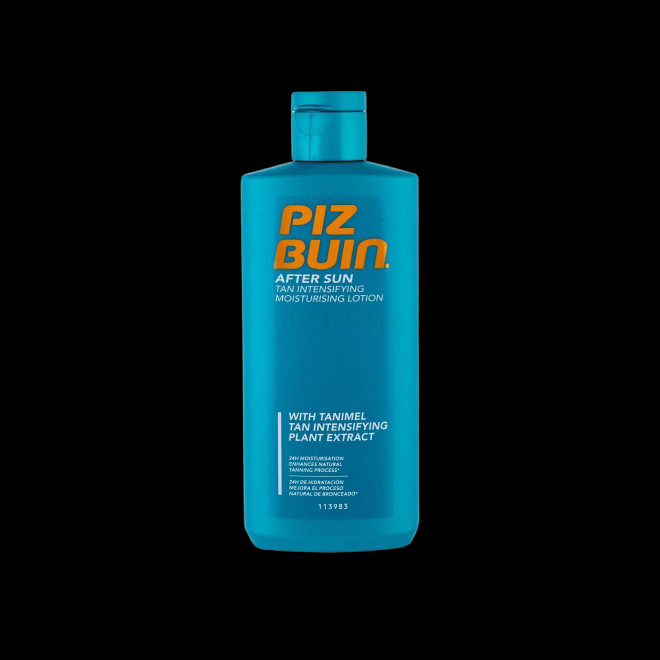 PIZ
BUIN.
AFTER SUN
TAN INTENSIFYING
MOISTURISING LOTION
WITH TANIMEL
TAN INTENSIFYING
PLANT EXTRACT
24H MOISTURISATION
ENHANCES NATURAL
TANNING PROCESS*
24H DE HIDRATACIÓN
MEJORA EL PROCESO
NATURAL DE BRONCEADO*
113983